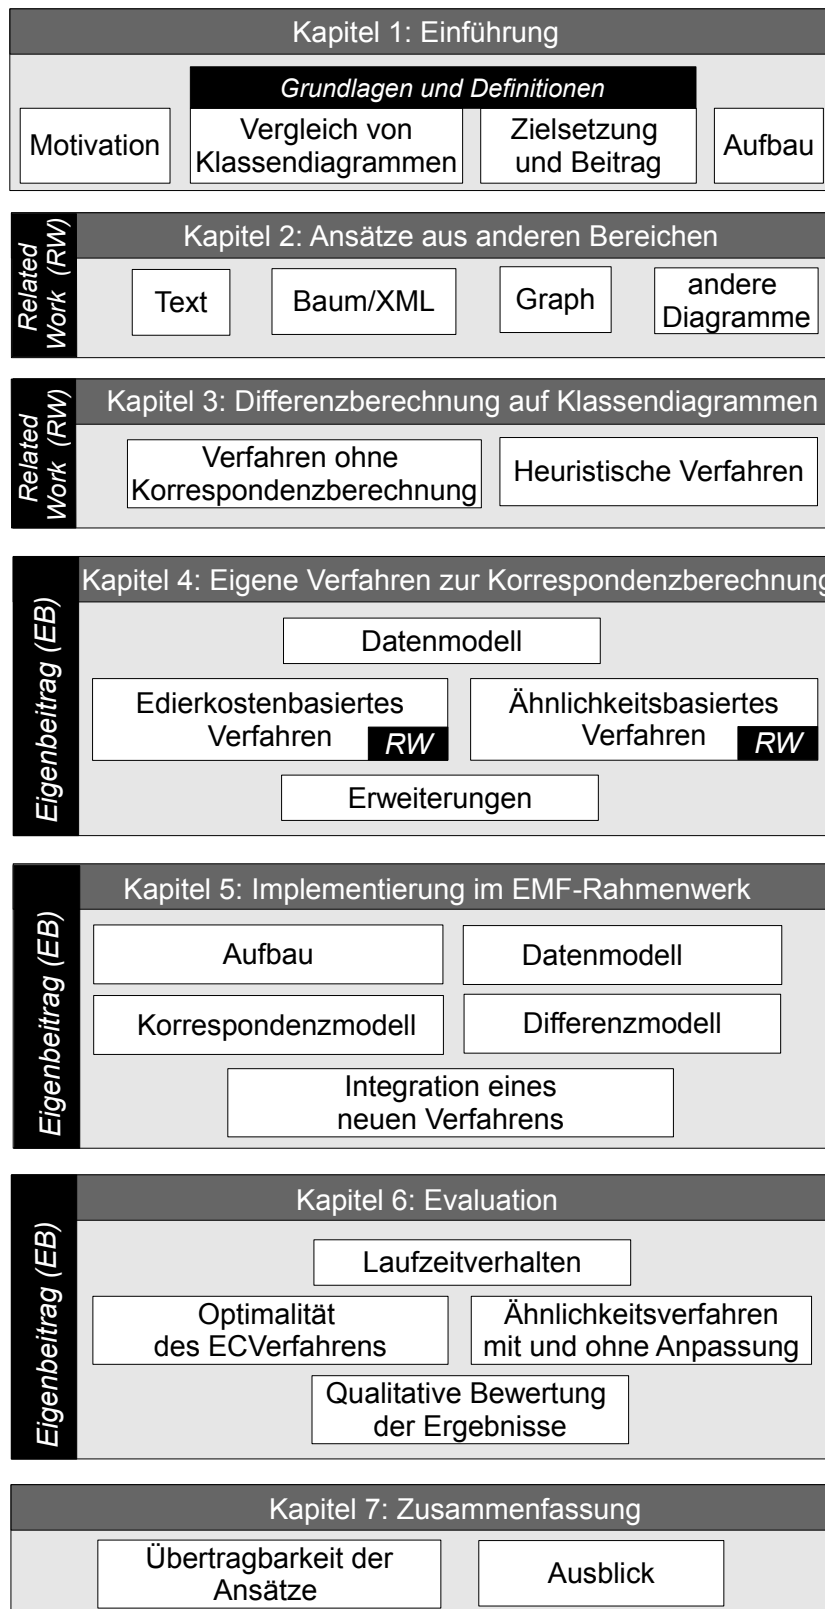 Kapitel 1: Einführung
Grundlagen und Definitionen
Motivation
Vergleich von
Klassendiagrammen
Zielsetzung
und Beitrag
Aufbau
Related
Work (RW)
Kapitel 2: Ansätze aus anderen Bereichen
Text
Baum/XML
Graph
andere
Diagramme
Related
Work (RW)
Kapitel 3: Differenzberechnung auf Klassendiagrammen
Verfahren ohne
Korrespondenzberechnung
Heuristische Verfahren
Eigenbeitrag (EB)
Kapitel 4: Eigene Verfahren zur Korrespondenzberechnung
Datenmodell
Edierkostenbasiertes
Verfahren
RW
Ähnlichkeitsbasiertes
Verfahren
RW
Erweiterungen
Eigenbeitrag (EB)
Kapitel 5: Implementierung im EMF-Rahmenwerk
Aufbau
Datenmodell
Korrespondenzmodell
Differenzmodell
Integration eines
neuen Verfahrens
Eigenbeitrag (EB)
Kapitel 6: Evaluation
Laufzeitverhalten
Optimalität
des ECVerfahrens
Ähnlichkeitsverfahren
mit und ohne Anpassung
Qualitative Bewertung
der Ergebnisse
Kapitel 7: Zusammenfassung
Übertragbarkeit der
Ansätze
Ausblick